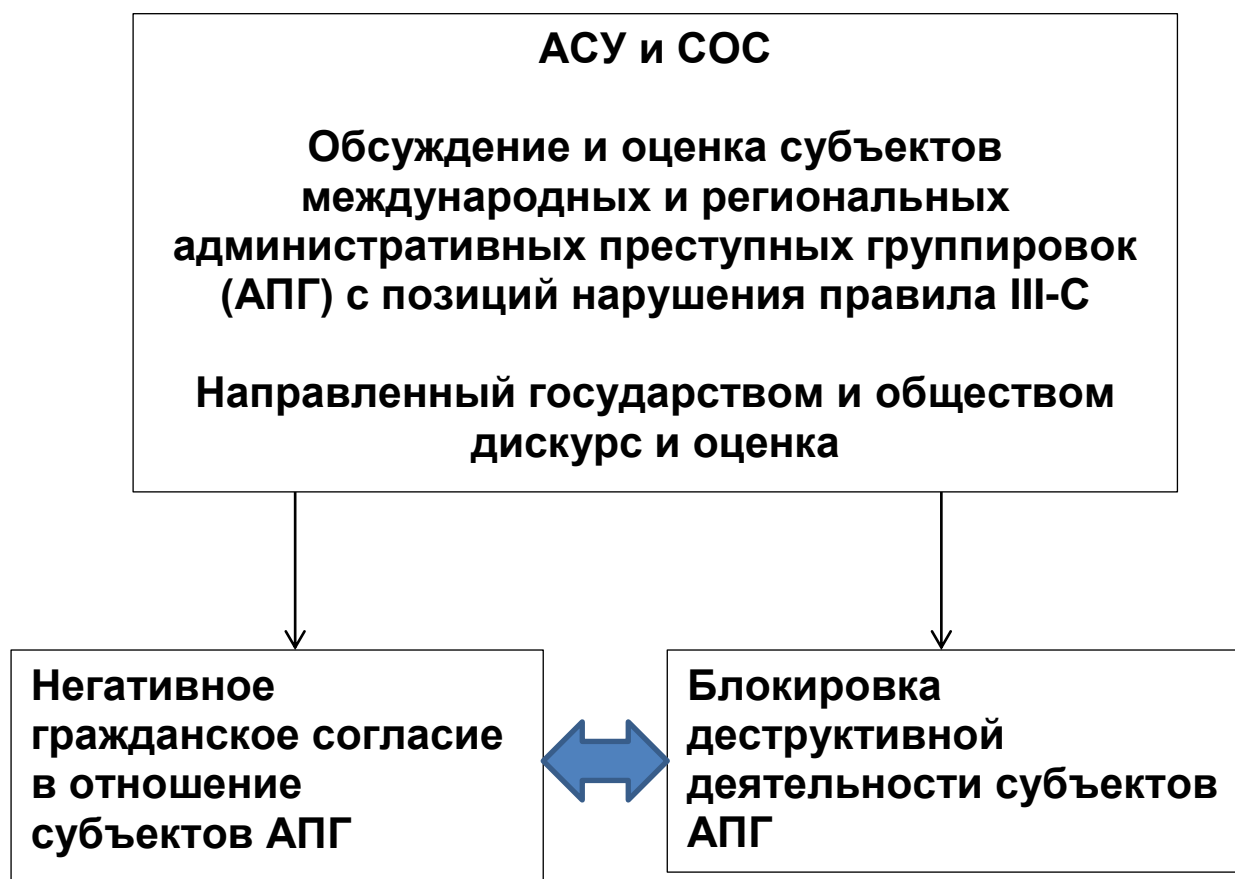 АСУ и СОС
Обсуждение и оценка субъектов
международных и региональных
административных преступных группировок
(АПГ) с позиций нарушения правила III-С
Направленный государством и обществом
дискурс и оценка
Негативное
гражданское согласие
в отношение
субъектов АПГ
Блокировка
деструктивной
деятельности субъектов
АПГ